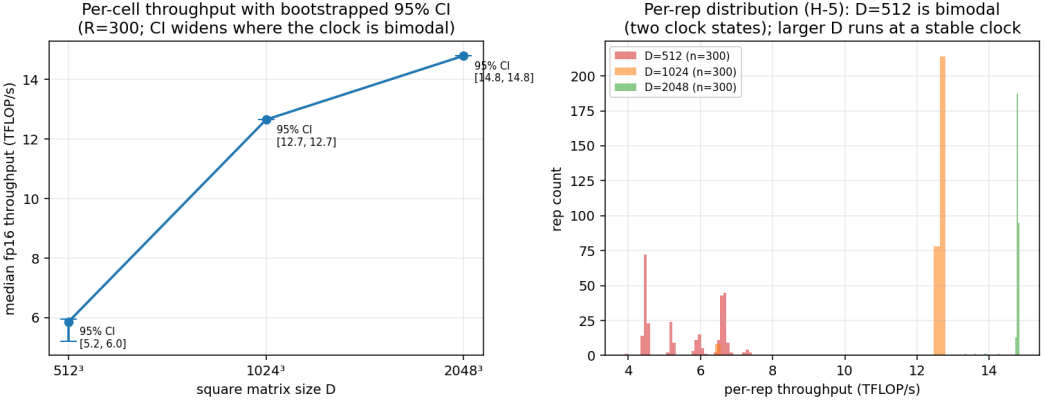 Per-cell throughput with bootstrapped 95% CI
(R=300; CI widens where the clock is bimodal)
median fp16 throughput (TFLOP/s)
14
12
10
8
6
95% CI
[5.2, 6.0]
95% CI
[12.7, 12.7]
95% CI
[14.8, 14.8]
512³
1024³
2048³
square matrix size D
Per-rep distribution (H-5): D=512 is bimodal
(two clock states); larger D runs at a stable clock
D=512 (n=300)
D=1024 (n=300)
D=2048 (n=300)
rep count
200
175
150
125
100
75
50
25
0
4
6
8
10
12
14
per-rep throughput (TFLOP/s)